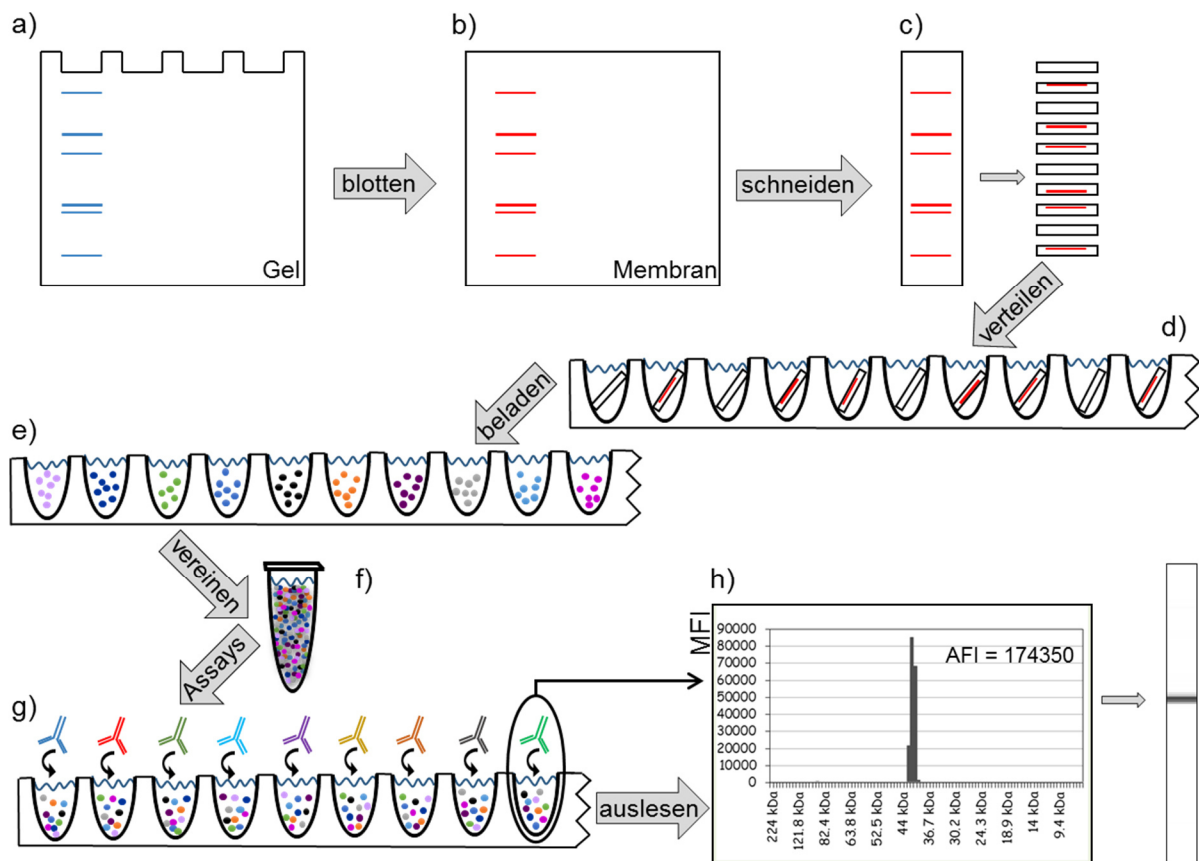 a)
b)
c)
blotten
schneiden
Gel
Membran
verteilen
d)
beladen
e)
vereinen
f)
Assays
g)
auslesen
h)
MFI
90000
80000
70000
60000
50000
40000
30000
20000
10000
0
AFI = 174350
224 kDa
121.8 kDa
82.4 kDa
63.8 kDa
52.5 kDa
44 kDa
36.7 kDa
30.2 kDa
24.3 kDa
18.9 kDa
14 kDa
9.4 kDa